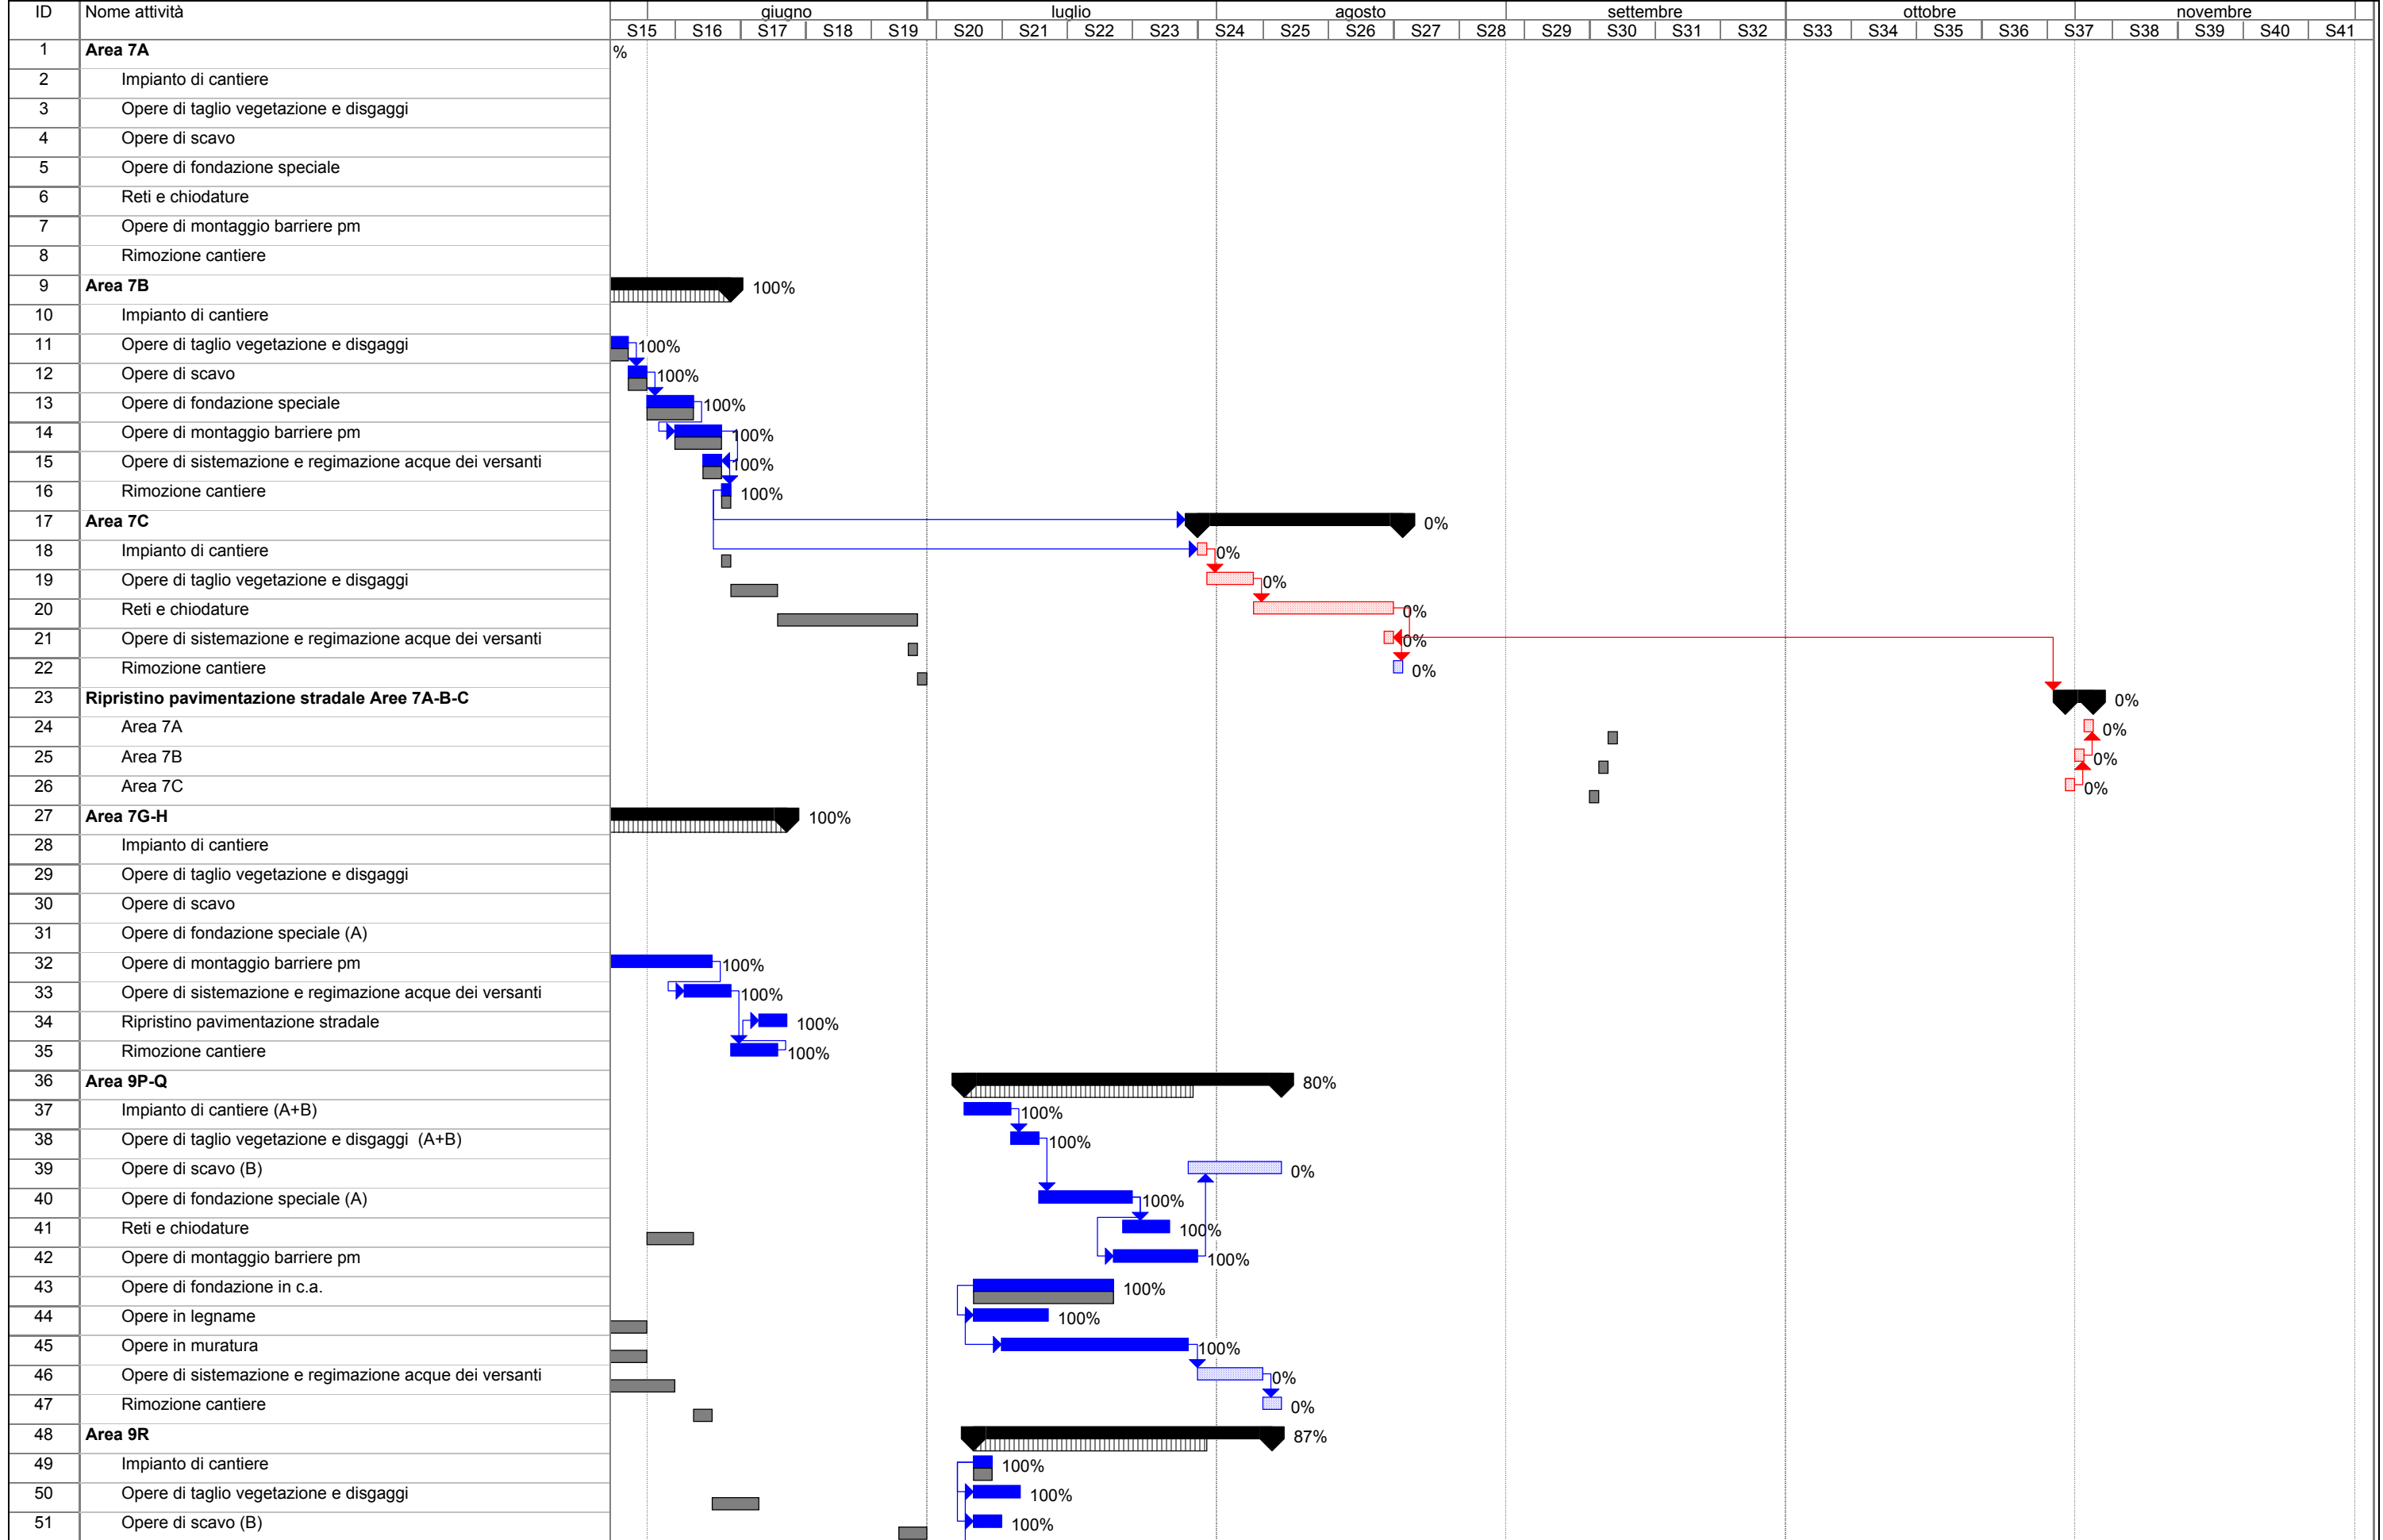 ID Nome attività giugno luglio agosto settembre ottobre novembre
S15 S16 S17 S18 S19 S20 S21 S22 S23 S24 S25 S26 S27 S28 S29 S30 S31 S32 S33 S34 S35 S36 S37 S38 S39 S40 S41
1 Area 7A %
2 Impianto di cantiere
3 Opere di taglio vegetazione e disgaggi
4 Opere di scavo
5 Opere di fondazione speciale
6 Reti e chiodature
7 Opere di montaggio barriere pm
8 Rimozione cantiere
9 Area 7B 100%
10 Impianto di cantiere
11 Opere di taglio vegetazione e disgaggi 100%
12 Opere di scavo 100%
13 Opere di fondazione speciale 100%
14 Opere di montaggio barriere pm 100%
15 Opere di sistemazione e regimazione acque dei versanti 100%
16 Rimozione cantiere 100%
17 Area 7C 0%
18 Impianto di cantiere 0%
19 Opere di taglio vegetazione e disgaggi 0%
20 Reti e chiodature 0%
21 Opere di sistemazione e regimazione acque dei versanti 0%
22 Rimozione cantiere 0%
23 Ripristino pavimentazione stradale Aree 7A-B-C 0%
24 Area 7A 0%
25 Area 7B 0%
26 Area 7C 0%
27 Area 7G-H 100%
28 Impianto di cantiere
29 Opere di taglio vegetazione e disgaggi
30 Opere di scavo
31 Opere di fondazione speciale (A)
32 Opere di montaggio barriere pm 100%
33 Opere di sistemazione e regimazione acque dei versanti 100%
34 Ripristino pavimentazione stradale 100%
35 Rimozione cantiere 100%
36 Area 9P-Q 80%
37 Impianto di cantiere (A+B) 100%
38 Opere di taglio vegetazione e disgaggi (A+B) 100%
39 Opere di scavo (B) 0%
40 Opere di fondazione speciale (A) 100%
41 Reti e chiodature 100%
42 Opere di montaggio barriere pm 100%
43 Opere di fondazione in c.a. 100%
44 Opere in legname 100%
45 Opere in muratura 100%
46 Opere di sistemazione e regimazione acque dei versanti 0%
47 Rimozione cantiere 0%
48 Area 9R 87%
49 Impianto di cantiere 100%
50 Opere di taglio vegetazione e disgaggi 100%
51 Opere di scavo (B) 100%